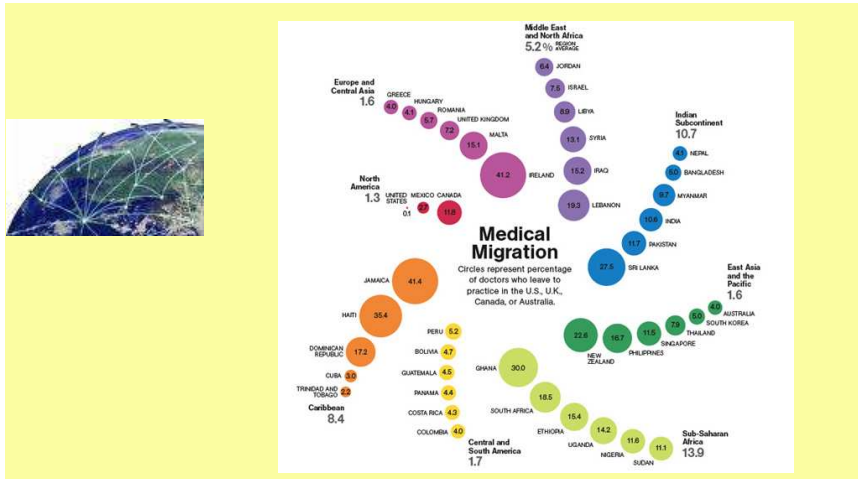 Medical
Migration
Circles represent percentage
of doctors who leave to
practice in the U.S., U.K.,
Canada, or Australia.
Middle East
and North Africa
5.2% REGION
AVERAGE
6.4 JORDAN
7.5 ISRAEL
8.9 LIBYA
13.1 SYRIA
15.2 IRAQ
19.3 LEBANON
Indian
Subcontinent
10.7
4.1 NEPAL
5.0 BANGLADESH
9.7 MYANMAR
10.6 INDIA
11.7 PAKISTAN
27.5 SRI LANKA
East Asia
and the
Pacific
1.6
4.0 AUSTRALIA
5.0 SOUTH KOREA
7.9 THAILAND
11.5 SINGAPORE
16.7 PHILIPPINES
22.6 NEW
ZEALAND
Sub-Saharan
Africa
13.9
GHANA 30.0
SOUTH AFRICA 18.5
ETHIOPIA 15.4
UGANDA 14.2
NIGERIA 11.6
SUDAN 11.1
Central and
South America
1.7
PERU 5.2
BOLIVIA 4.7
GUATEMALA 4.5
PANAMA 4.4
COSTA RICA 4.3
COLOMBIA 4.0
Caribbean
8.4
JAMAICA 41.4
HAITI 35.4
DOMINICAN
REPUBLIC 17.2
CUBA 3.0
TRINIDAD AND
TOBAGO 2.2
North
America
1.3
UNITED
STATES 0.1
MEXICO 2.7
CANADA 11.8
Europe and
Central Asia
1.6
GREECE 4.0
HUNGARY 4.1
ROMANIA 5.7
UNITED KINGDOM 7.2
MALTA 15.1
IRELAND 41.2